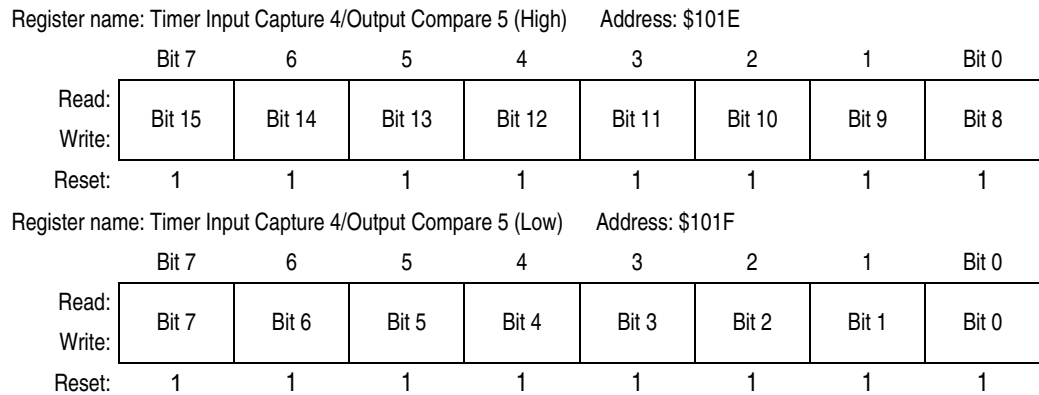 Register name: Timer Input Capture 4/Output Compare 5 (High) Address: $101E
Bit 7 6 5 4 3 2 1 Bit 0
Read:
Bit 15 Bit 14 Bit 13 Bit 12 Bit 11 Bit 10 Bit 9 Bit 8
Write:
Reset: 1 1 1 1 1 1 1 1
Register name: Timer Input Capture 4/Output Compare 5 (Low) Address: $101F
Bit 7 6 5 4 3 2 1 Bit 0
Read:
Bit 7 Bit 6 Bit 5 Bit 4 Bit 3 Bit 2 Bit 1 Bit 0
Write:
Reset: 1 1 1 1 1 1 1 1